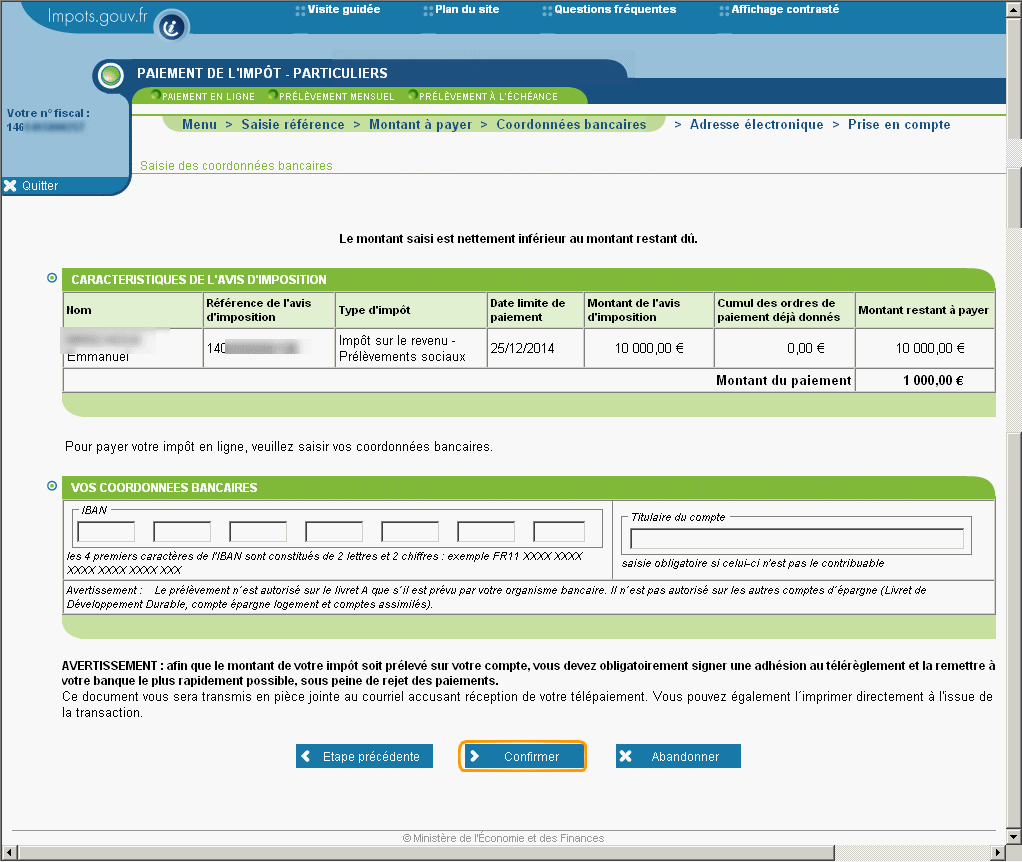 Impots.gouv.fr
Visite guidée Plan du site Questions fréquentes Affichage contrasté
PAIEMENT DE L'IMPÔT - PARTICULIERS
PAIEMENT EN LIGNE PRÉLÈVEMENT MENSUEL PRÉLÈVEMENT À L'ÉCHÉANCE
Votre n° fiscal :
146
Menu > Saisie référence > Montant à payer > Coordonnées bancaires > Adresse électronique > Prise en compte
Saisie des coordonnées bancaires
Quitter
Le montant saisi est nettement inférieur au montant restant dû.
CARACTERISTIQUES DE L'AVIS D'IMPOSITION
Nom Référence de l'avis d'imposition Type d'impôt Date limite de paiement Montant de l'avis d'imposition Cumul des ordres de paiement déjà donnés Montant restant à payer
Emmanuel 140 Impôt sur le revenu - Prélèvements sociaux 25/12/2014 10 000,00 € 0,00 € 10 000,00 €
Montant du paiement 1 000,00 €
Pour payer votre impôt en ligne, veuillez saisir vos coordonnées bancaires.
VOS COORDONNEES BANCAIRES
IBAN
les 4 premiers caractères de l'IBAN sont constitués de 2 lettres et 2 chiffres : exemple FR11 XXXX XXXX
XXXX XXXX XXXX XXX
Titulaire du compte
saisie obligatoire si celui-ci n'est pas le contribuable
Avertissement : Le prélèvement n´est autorisé sur le livret A que s´il est prévu par votre organisme bancaire. Il n´est pas autorisé sur les autres comptes d´épargne (Livret de
Développement Durable, compte épargne logement et comptes assimilés).
AVERTISSEMENT : afin que le montant de votre impôt soit prélevé sur votre compte, vous devez obligatoirement signer une adhésion au télérèglement et la remettre à
votre banque le plus rapidement possible, sous peine de rejet des paiements.
Ce document vous sera transmis en pièce jointe au courriel accusant réception de votre télépaiement. Vous pouvez également l´imprimer directement à l'issue de
la transaction.
Etape précédente Confirmer Abandonner
© Ministère de l'Économie et des Finances